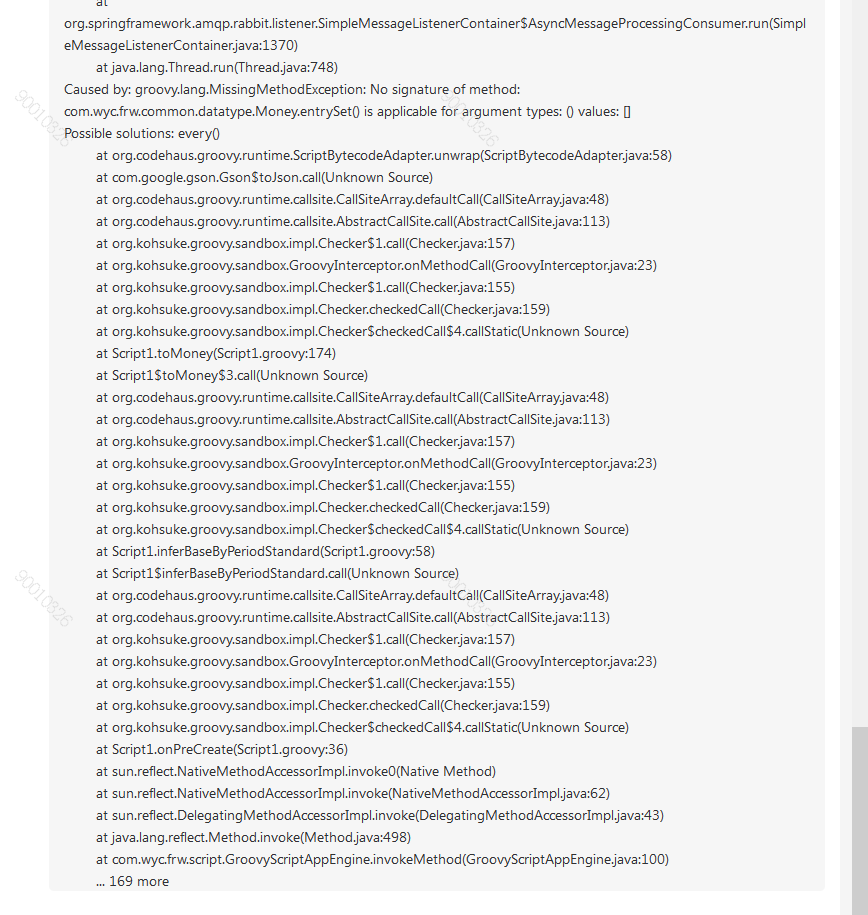 at
org.springframework.amqp.rabbit.listener.SimpleMessageListenerContainer$AsyncMessageProcessingConsumer.run(Simpl
eMessageListenerContainer.java:1370)
at java.lang.Thread.run(Thread.java:748)
Caused by: groovy.lang.MissingMethodException: No signature of method:
com.wyc.frw.common.datatype.Money.entrySet() is applicable for argument types: () values: []
Possible solutions: every()
at org.codehaus.groovy.runtime.ScriptBytecodeAdapter.unwrap(ScriptBytecodeAdapter.java:58)
at com.google.gson.Gson$toJson.call(Unknown Source)
at org.codehaus.groovy.runtime.callsite.CallSiteArray.defaultCall(CallSiteArray.java:48)
at org.codehaus.groovy.runtime.callsite.AbstractCallSite.call(AbstractCallSite.java:113)
at org.kohsuke.groovy.sandbox.impl.Checker$1.call(Checker.java:157)
at org.kohsuke.groovy.sandbox.GroovyInterceptor.onMethodCall(GroovyInterceptor.java:23)
at org.kohsuke.groovy.sandbox.impl.Checker$1.call(Checker.java:155)
at org.kohsuke.groovy.sandbox.impl.Checker.checkedCall(Checker.java:159)
at org.kohsuke.groovy.sandbox.impl.Checker$checkedCall$4.callStatic(Unknown Source)
at Script1.toMoney(Script1.groovy:174)
at Script1$toMoney$3.call(Unknown Source)
at org.codehaus.groovy.runtime.callsite.CallSiteArray.defaultCall(CallSiteArray.java:48)
at org.codehaus.groovy.runtime.callsite.AbstractCallSite.call(AbstractCallSite.java:113)
at org.kohsuke.groovy.sandbox.impl.Checker$1.call(Checker.java:157)
at org.kohsuke.groovy.sandbox.GroovyInterceptor.onMethodCall(GroovyInterceptor.java:23)
at org.kohsuke.groovy.sandbox.impl.Checker$1.call(Checker.java:155)
at org.kohsuke.groovy.sandbox.impl.Checker.checkedCall(Checker.java:159)
at org.kohsuke.groovy.sandbox.impl.Checker$checkedCall$4.callStatic(Unknown Source)
at Script1.inferBaseByPeriodStandard(Script1.groovy:58)
at Script1$inferBaseByPeriodStandard.call(Unknown Source)
at org.codehaus.groovy.runtime.callsite.CallSiteArray.defaultCall(CallSiteArray.java:48)
at org.codehaus.groovy.runtime.callsite.AbstractCallSite.call(AbstractCallSite.java:113)
at org.kohsuke.groovy.sandbox.impl.Checker$1.call(Checker.java:157)
at org.kohsuke.groovy.sandbox.GroovyInterceptor.onMethodCall(GroovyInterceptor.java:23)
at org.kohsuke.groovy.sandbox.impl.Checker$1.call(Checker.java:155)
at org.kohsuke.groovy.sandbox.impl.Checker.checkedCall(Checker.java:159)
at org.kohsuke.groovy.sandbox.impl.Checker$checkedCall$4.callStatic(Unknown Source)
at Script1.onPreCreate(Script1.groovy:36)
at sun.reflect.NativeMethodAccessorImpl.invoke0(Native Method)
at sun.reflect.NativeMethodAccessorImpl.invoke(NativeMethodAccessorImpl.java:62)
at sun.reflect.DelegatingMethodAccessorImpl.invoke(DelegatingMethodAccessorImpl.java:43)
at java.lang.reflect.Method.invoke(Method.java:498)
at com.wyc.frw.script.GroovyScriptAppEngine.invokeMethod(GroovyScriptAppEngine.java:100)
... 169 more
90010326
90010326
90010326
90010326